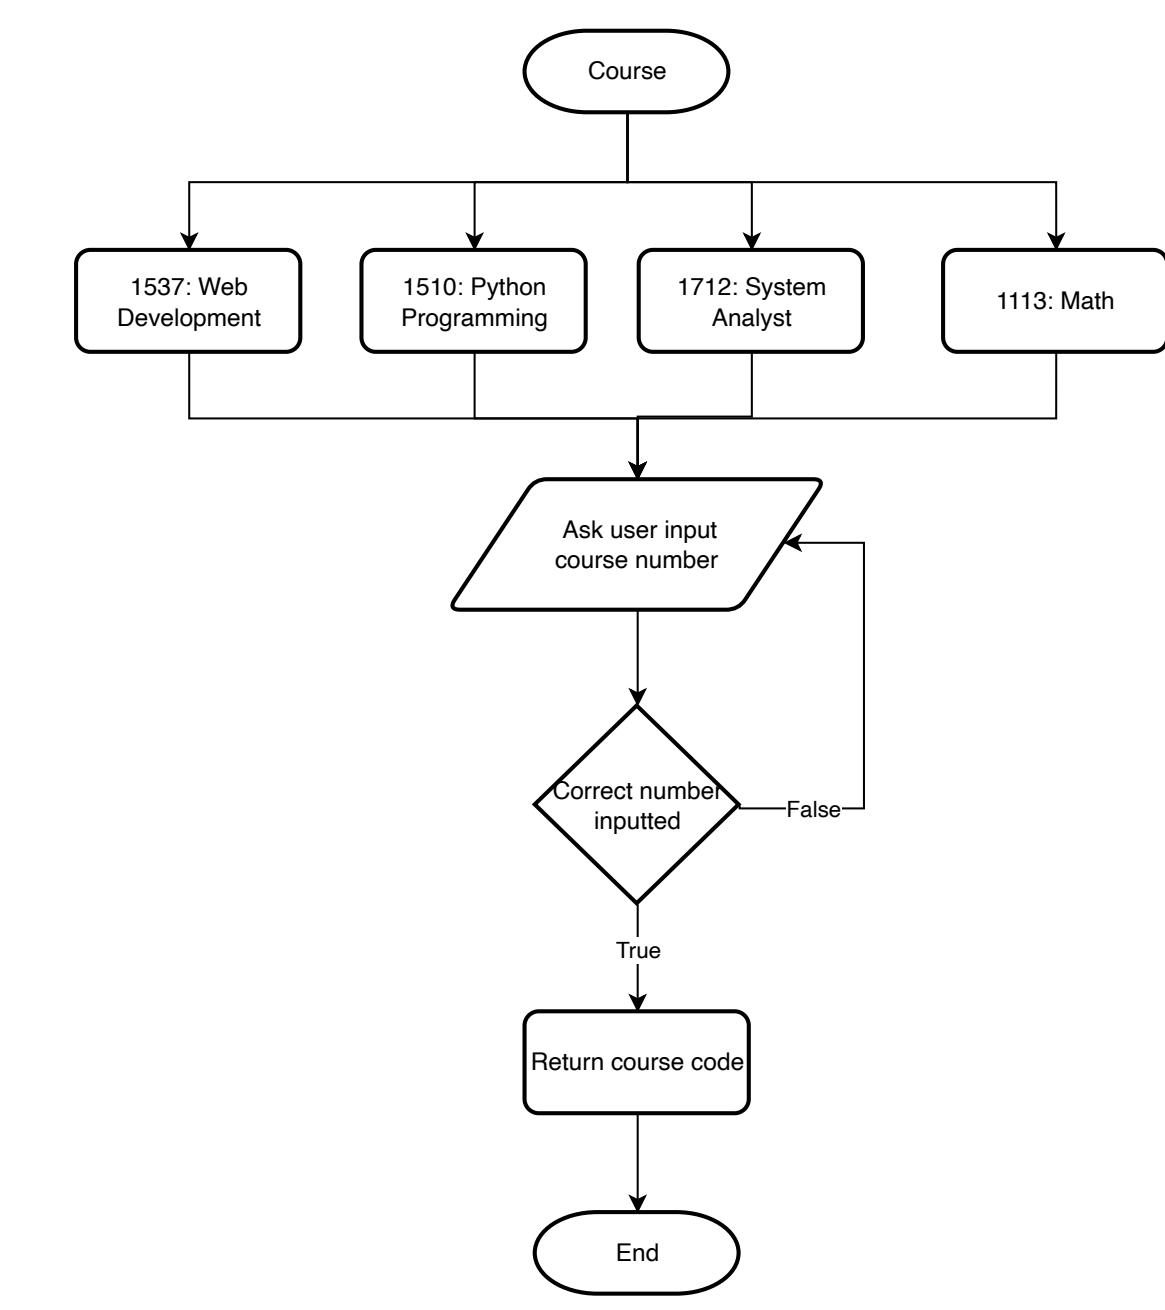 Course
1537: Web
Development
1510: Python
Programming
1712: System
Analyst
1113: Math
Ask user input
course number
Correct number
inputted
False
True
Return course code
End